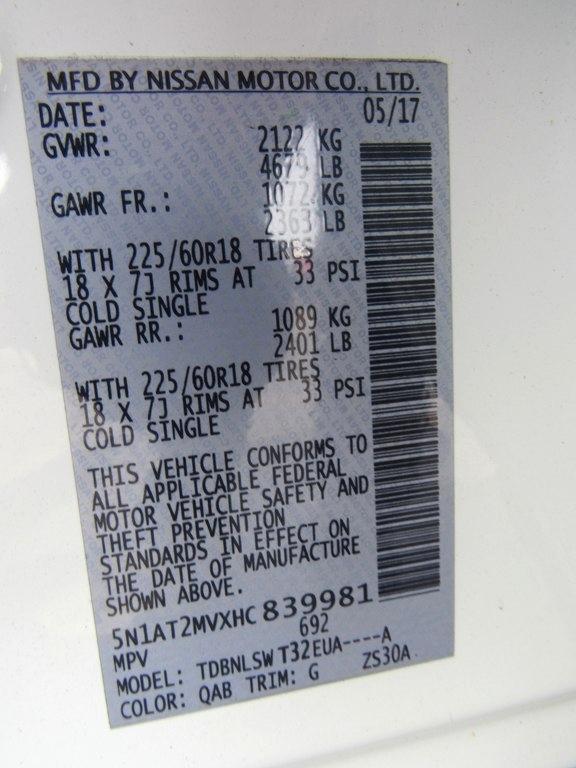 MFD BY NISSAN MOTOR CO., LTD.
DATE: 05/17
GVWR: 2122 KG
4679 LB
GAWR FR.: 1072 KG
2363 LB
WITH 225/60R18 TIRES
18 X 7J RIMS AT 33 PSI
COLD SINGLE
GAWR RR.: 1089 KG
2401 LB
WITH 225/60R18 TIRES
18 X 7J RIMS AT 33 PSI
COLD SINGLE
THIS VEHICLE CONFORMS TO
ALL APPLICABLE FEDERAL
MOTOR VEHICLE SAFETY AND
THEFT PREVENTION
STANDARDS IN EFFECT ON
THE DATE OF MANUFACTURE
SHOWN ABOVE.
5N1AT2MVXHC 839981
MPV 692
MODEL: TDBNLSW T32EUA----A
COLOR: QAB TRIM: G ZS30A